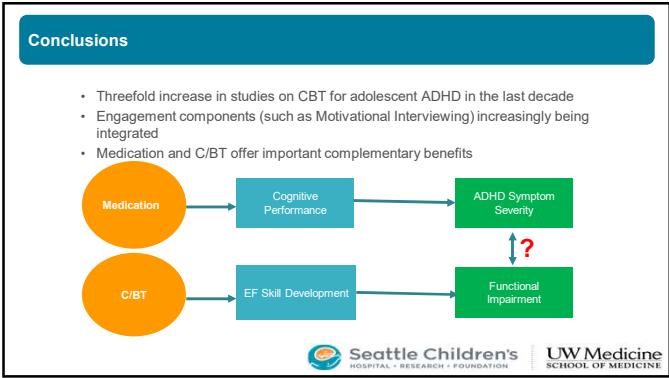 Conclusions
• Threefold increase in studies on CBT for adolescent ADHD in the last decade
• Engagement components (such as Motivational Interviewing) increasingly being
integrated
• Medication and C/BT offer important complementary benefits
Medication
Cognitive
Performance
ADHD Symptom
Severity
?
C/BT
EF Skill Development
Functional
Impairment
Seattle Children's
HOSPITAL • RESEARCH • FOUNDATION
UW Medicine
SCHOOL OF MEDICINE